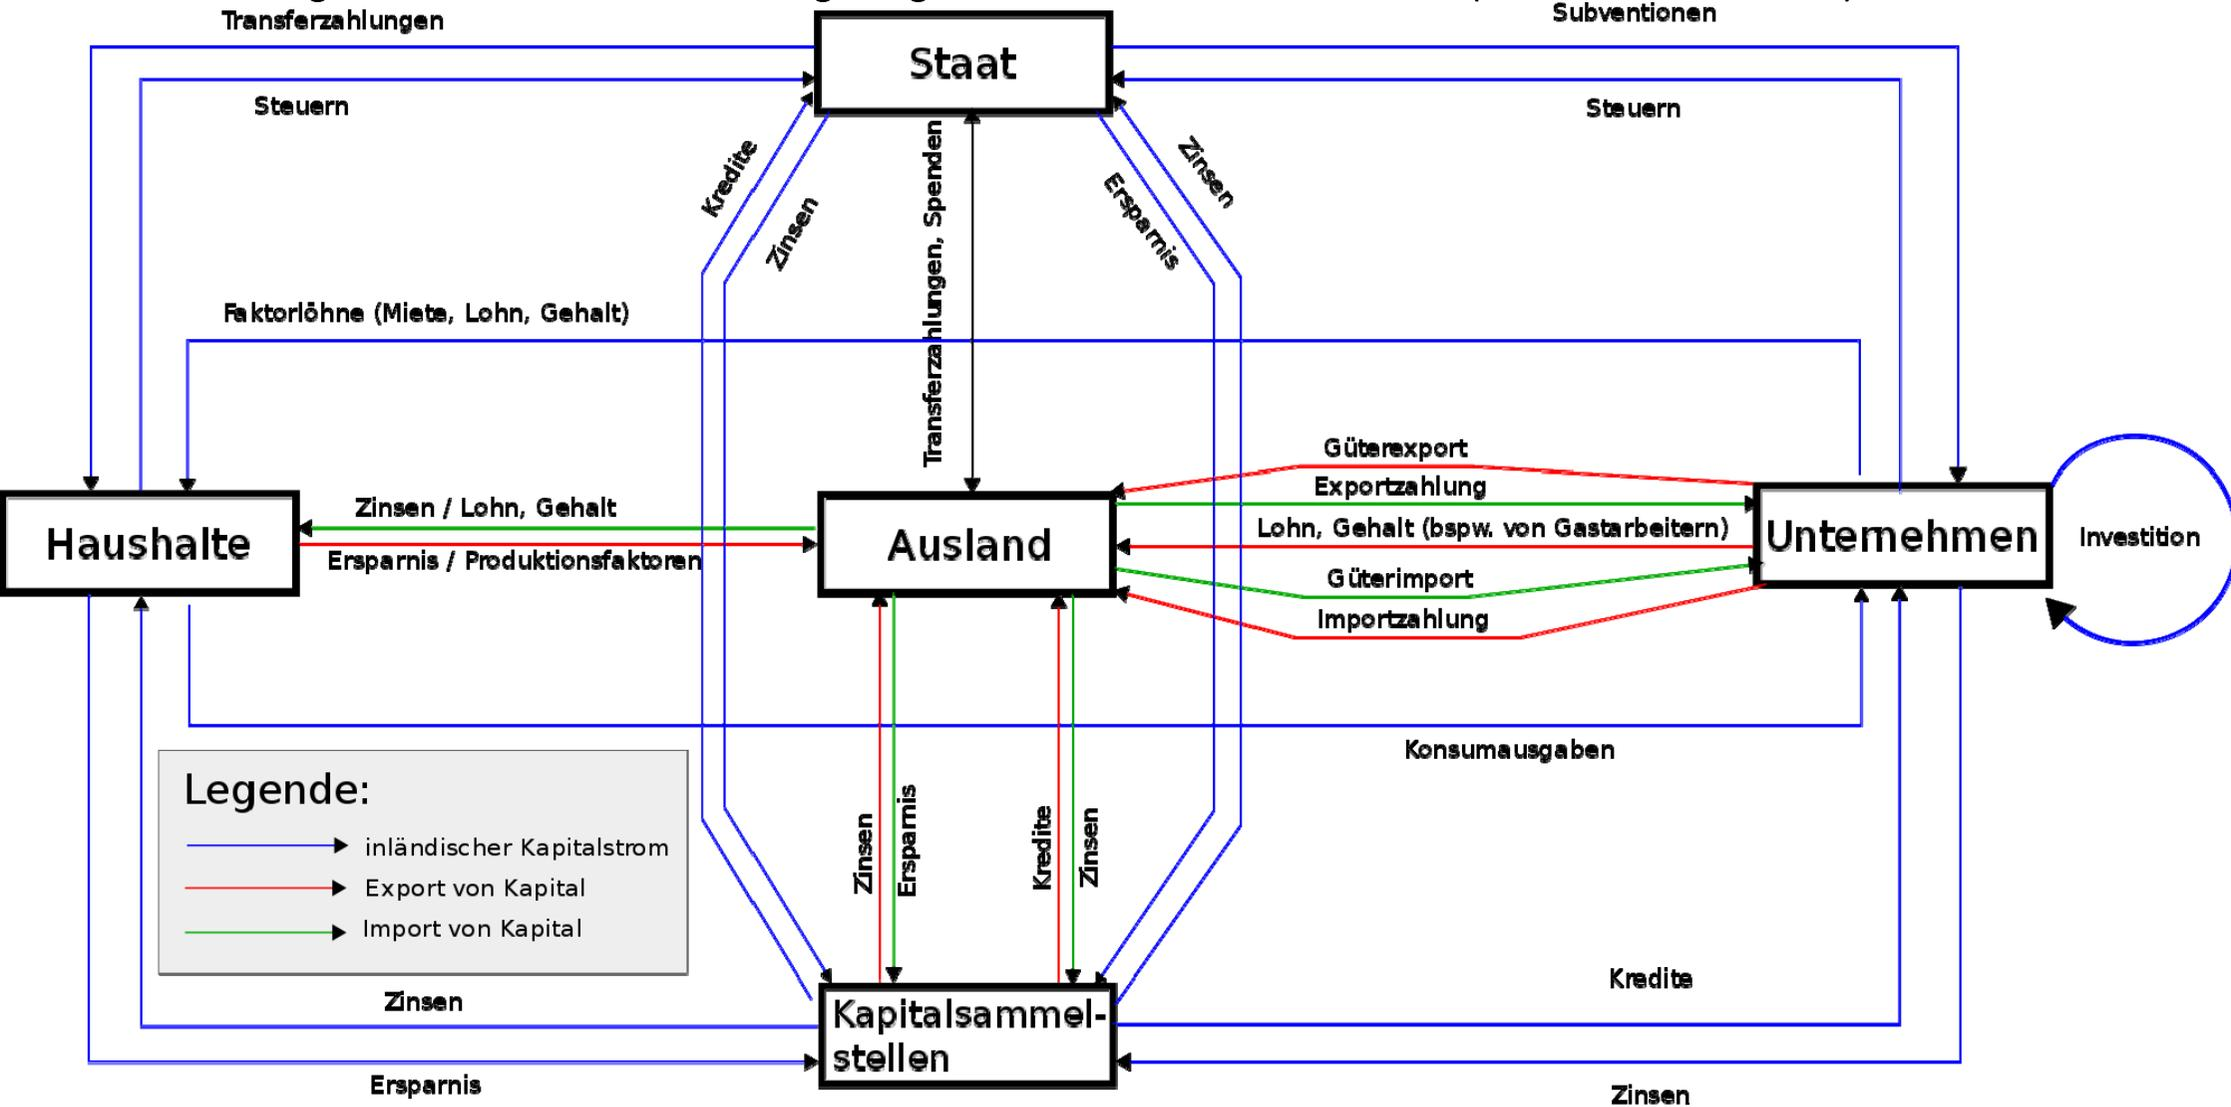 Transferzahlungen
Subventionen
Staat
Steuern
Steuern
Kredite
Zinsen
Transferzahlungen, Spenden
Ersparnis
Zinsen
Faktorlöhne (Miete, Lohn, Gehalt)
Güterexport
Exportzahlung
Zinsen / Lohn, Gehalt
Lohn, Gehalt (bspw. von Gastarbeitern)
Haushalte
Ausland
Unternehmen
Investition
Ersparnis / Produktionsfaktoren
Güterimport
Importzahlung
Konsumausgaben
Legende:
inländischer Kapitalstrom
Export von Kapital
Import von Kapital
Zinsen
Ersparnis
Kredite
Zinsen
Zinsen
Kredite
Kapitalsammel-
stellen
Ersparnis
Zinsen